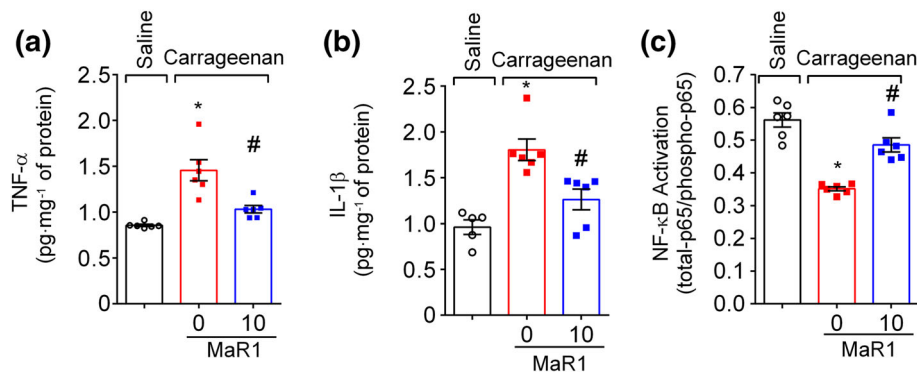 (a)
Saline
Carrageenan
2.5
2.0
1.5
1.0
0.5
0
TNF-α
(pg·mg⁻¹ of protein)
*
#
0 10
MaR1
(b)
Saline
Carrageenan
2.5
2.0
1.5
1.0
0.5
0
IL-1β
(pg·mg⁻¹ of protein)
*
#
0 10
MaR1
(c)
Saline
Carrageenan
0.7
0.6
0.5
0.4
0.3
0.2
0.1
0.0
NF-κB Activation
(total-p65/phospho-p65)
*
#
0 10
MaR1